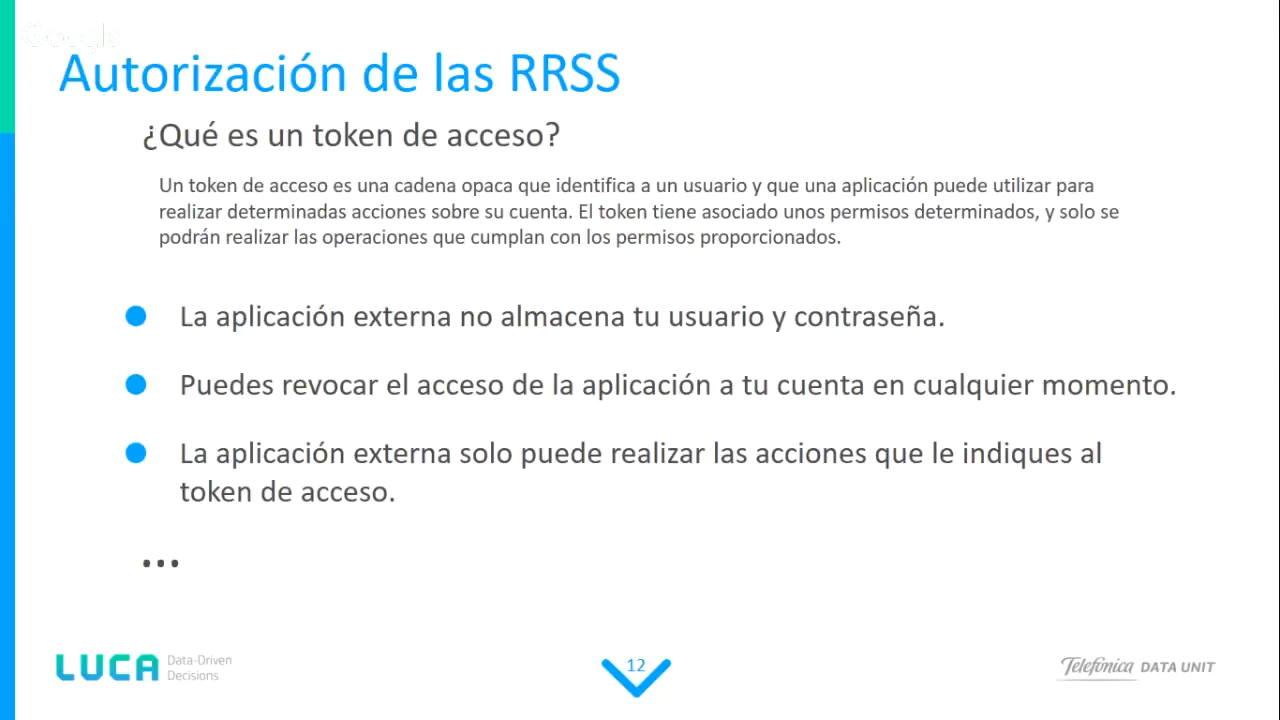 Google
Autorización de las RRSS
¿Qué es un token de acceso?
Un token de acceso es una cadena opaca que identifica a un usuario y que una aplicación puede utilizar para
realizar determinadas acciones sobre su cuenta. El token tiene asociado unos permisos determinados, y solo se
podrán realizar las operaciones que cumplan con los permisos proporcionados.
La aplicación externa no almacena tu usuario y contraseña.
Puedes revocar el acceso de la aplicación a tu cuenta en cualquier momento.
La aplicación externa solo puede realizar las acciones que le indiques al
token de acceso.
...
LUCA Data-Driven
Decisions
12
Telefónica DATA UNIT